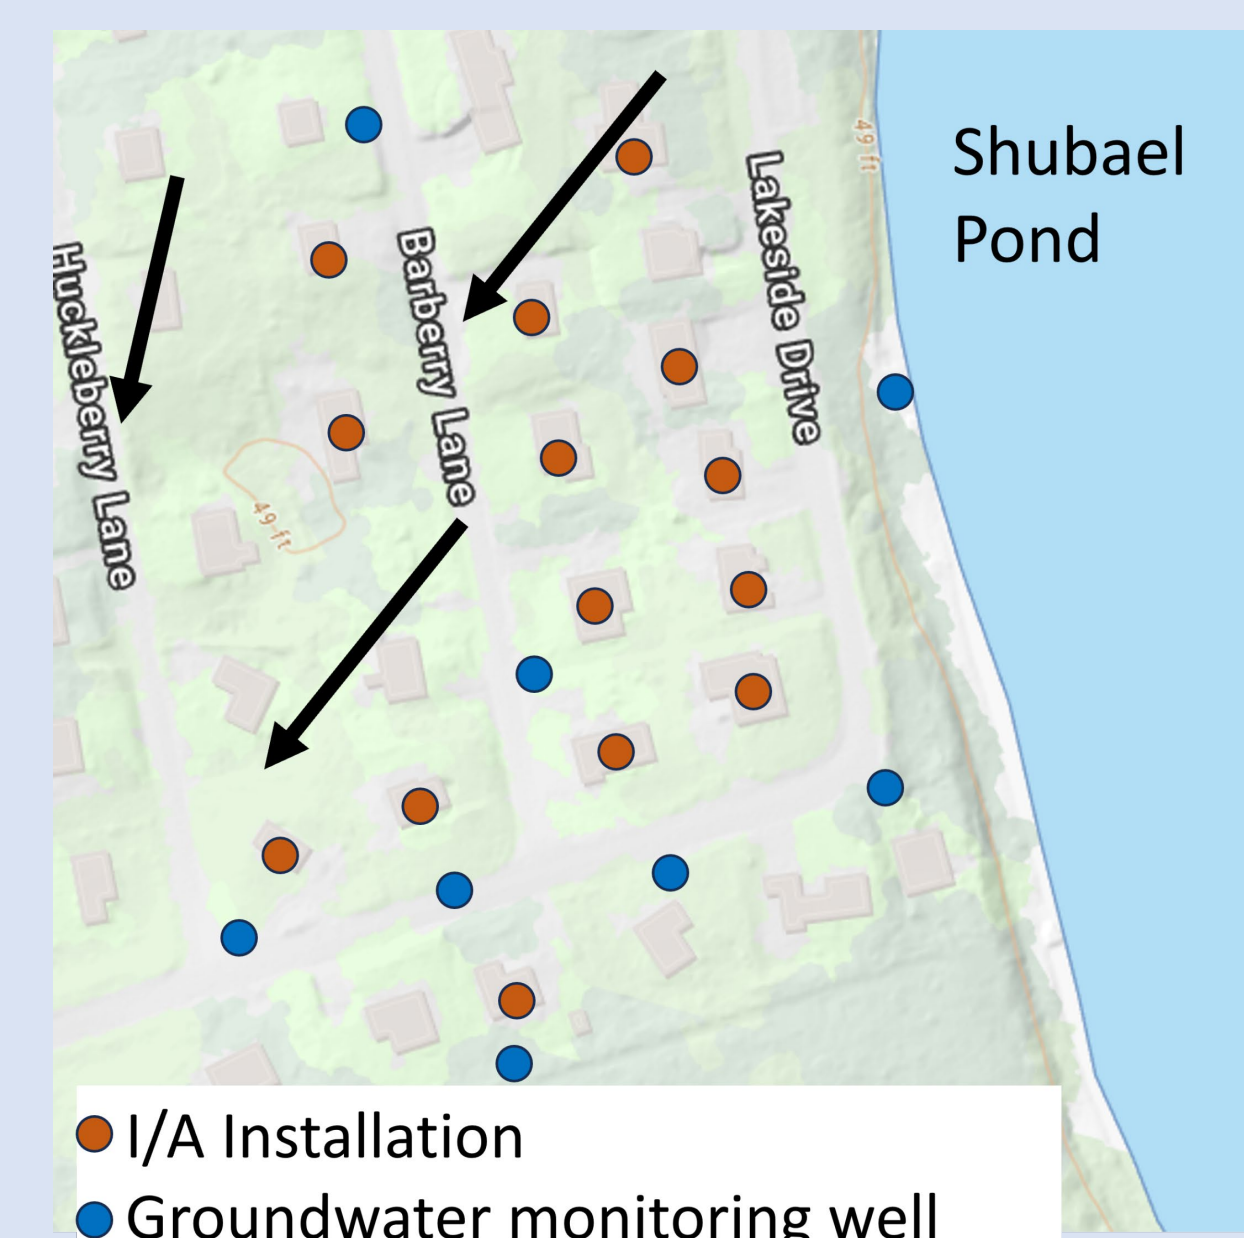 Shubael
Pond
49 ft
Lakeside Drive
Barberry Lane
Huckleberry Lane
49 ft
I/A Installation
Groundwater monitoring well